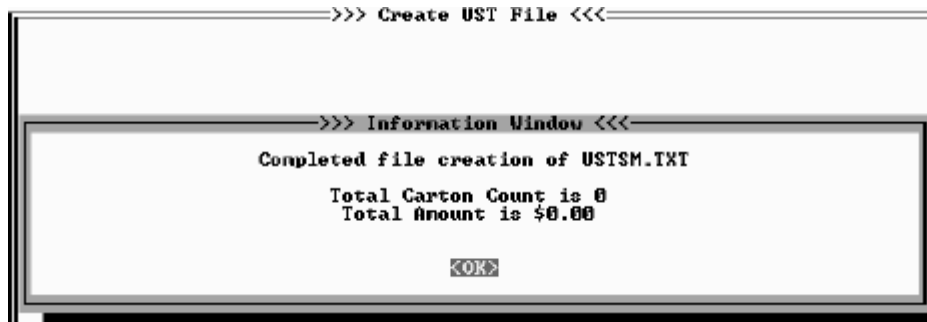 >>> Create UST File <<<
>>> Information Window <<<
Completed file creation of USTSM.TXT
Total Carton Count is 0
Total Amount is $0.00
<OK>